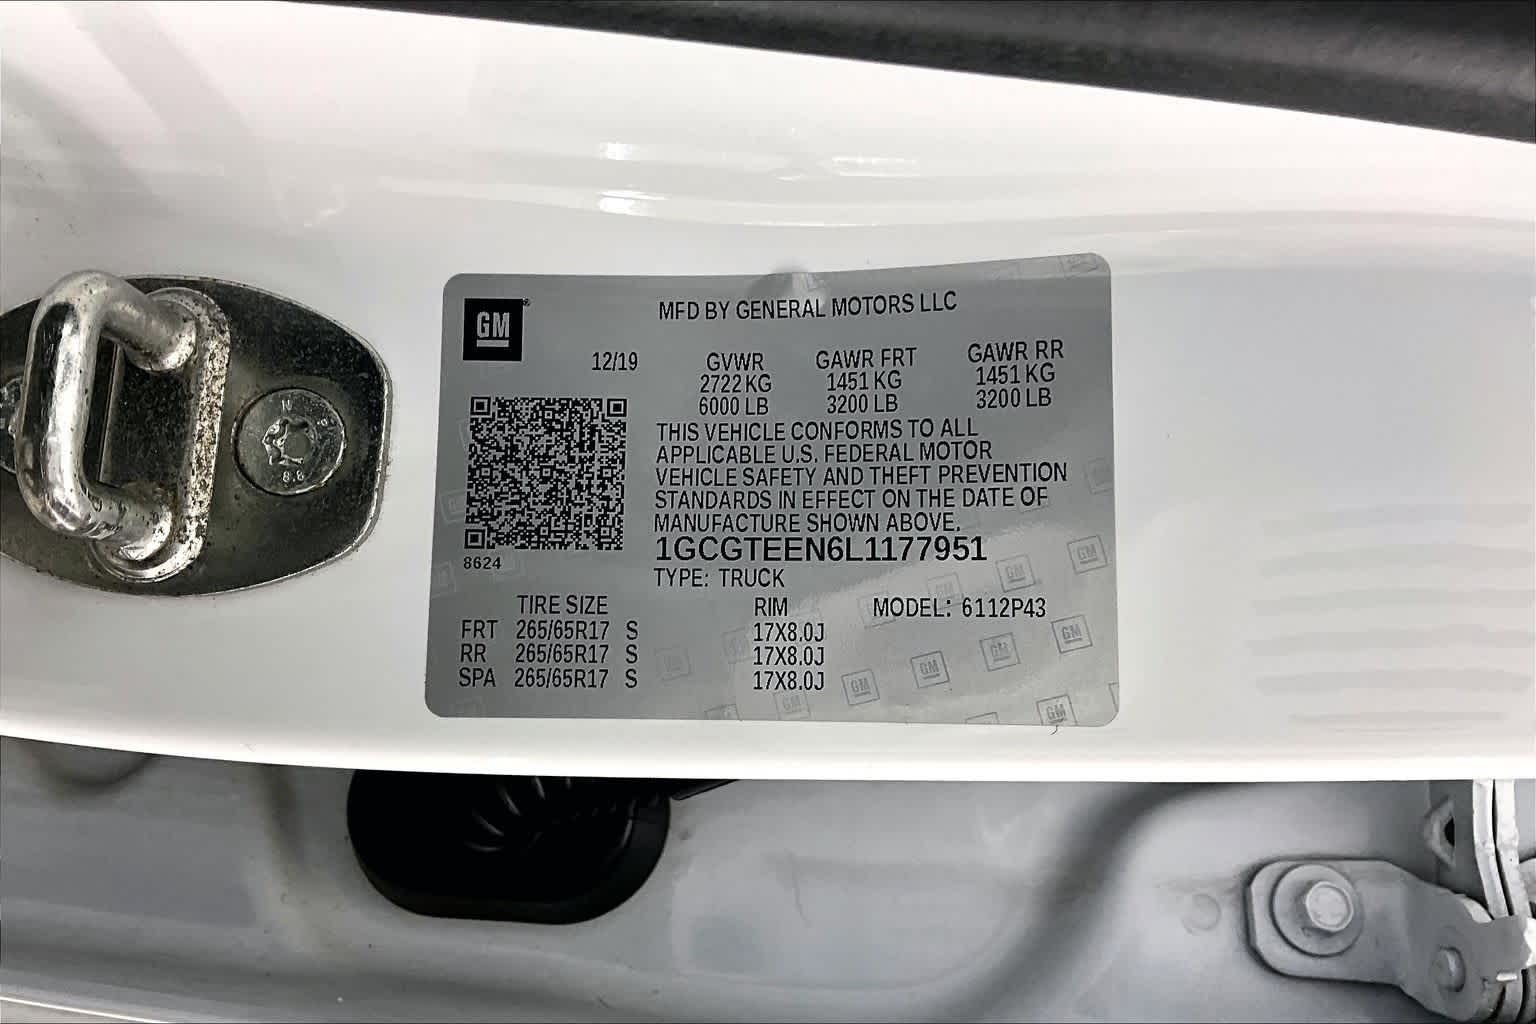 GM
MFD BY GENERAL MOTORS LLC
12/19 GVWR GAWR FRT GAWR RR
2722 KG 1451 KG 1451 KG
6000 LB 3200 LB 3200 LB
THIS VEHICLE CONFORMS TO ALL
APPLICABLE U.S. FEDERAL MOTOR
VEHICLE SAFETY AND THEFT PREVENTION
STANDARDS IN EFFECT ON THE DATE OF
MANUFACTURE SHOWN ABOVE.
8624
1GCGTEEN6L1177951
TYPE: TRUCK
TIRE SIZE RIM MODEL: 6112P43
FRT 265/65R17 S 17X8.0J
RR 265/65R17 S 17X8.0J
SPA 265/65R17 S 17X8.0J
8.8